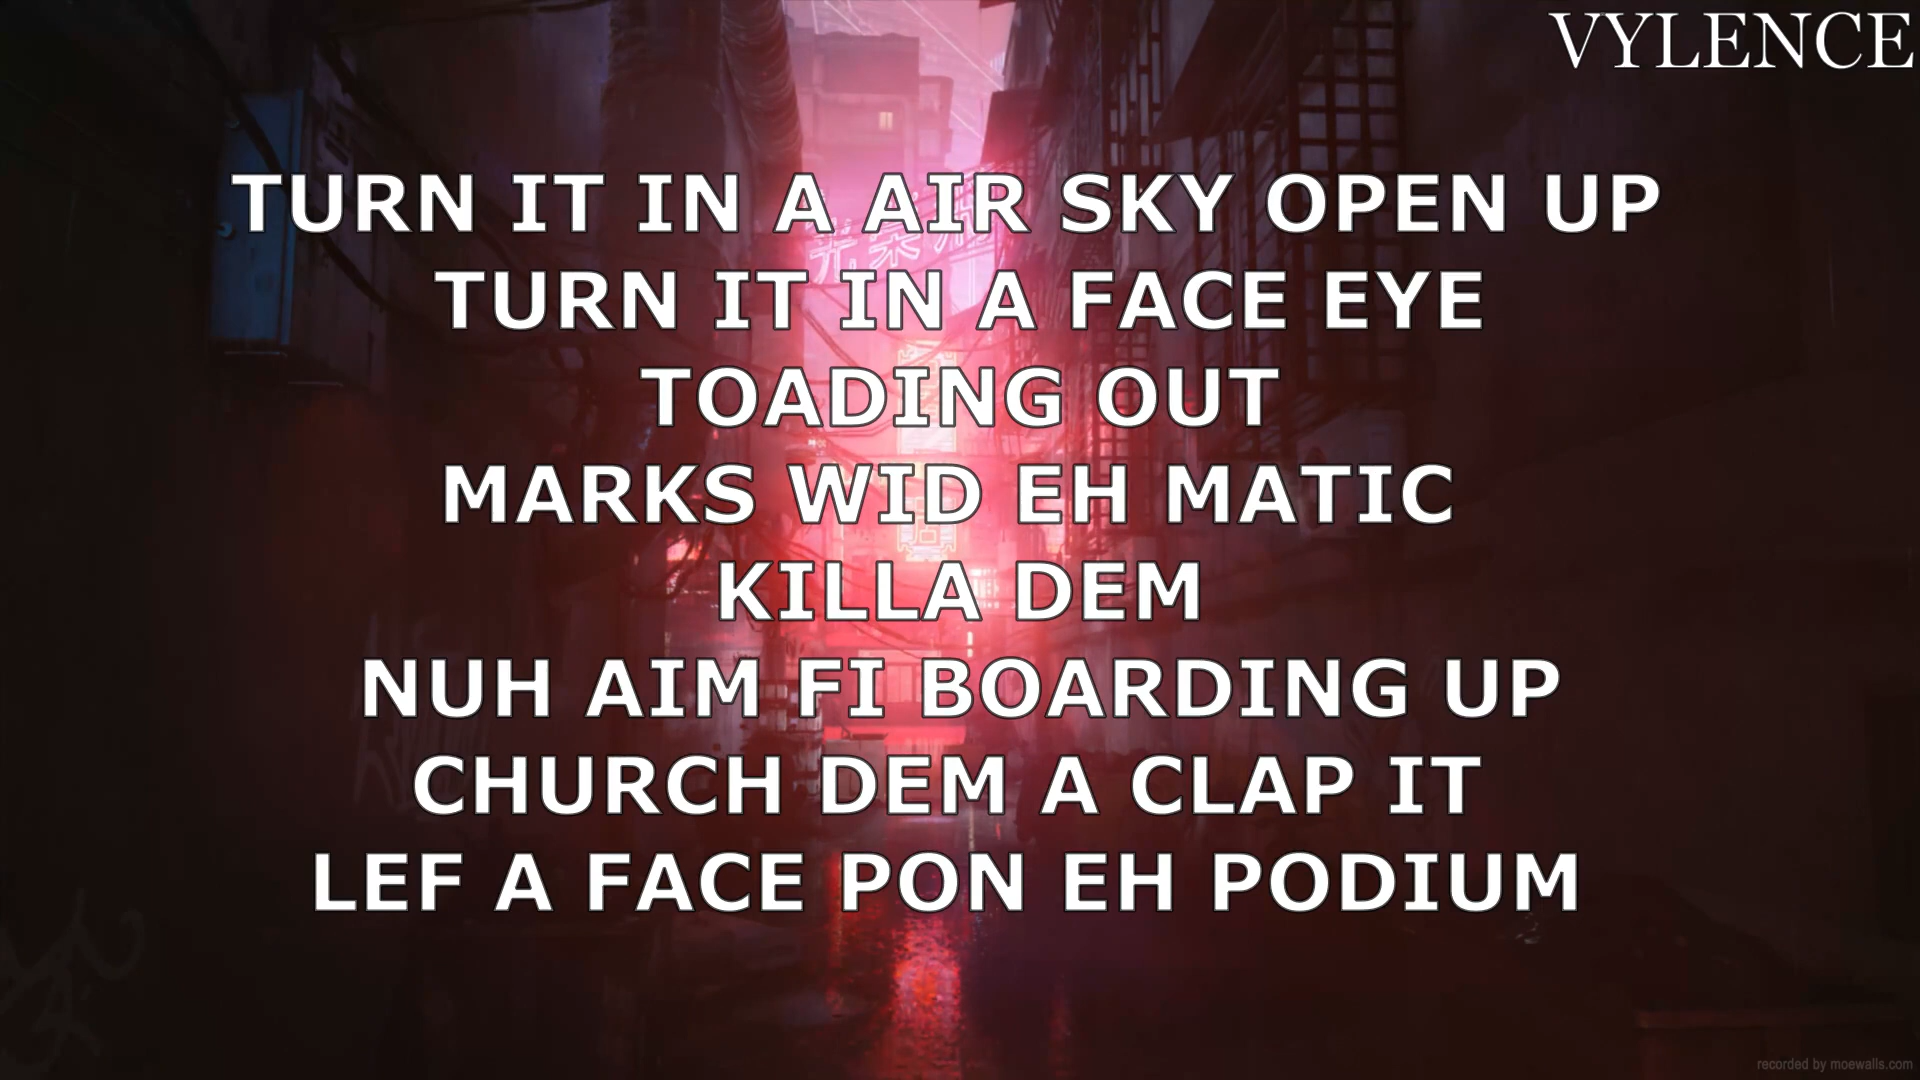 VYLENCE
TURN IT IN A AIR SKY OPEN UP
TURN IT IN A FACE EYE
TOADING OUT
MARKS WID EH MATIC
KILLA DEM
NUH AIM FI BOARDING UP
CHURCH DEM A CLAP IT
LEF A FACE PON EH PODIUM
recorded by moewalls.com